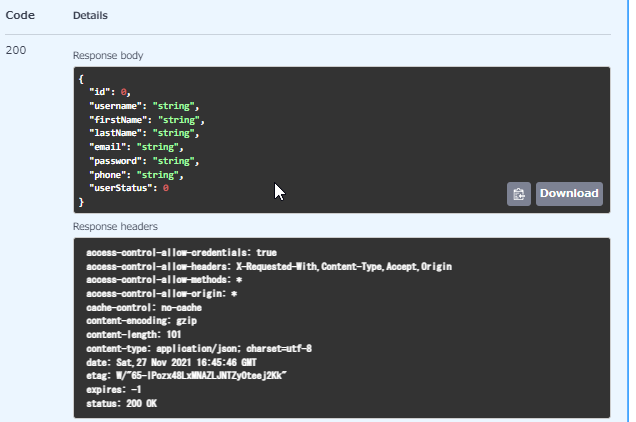 Code Details
200
Response body
{
"id": 0,
"username": "string",
"firstName": "string",
"lastName": "string",
"email": "string",
"password": "string",
"phone": "string",
"userStatus": 0
}
Download
Response headers
access-control-allow-credentials: true
access-control-allow-headers: X-Requested-With,Content-Type,Accept,Origin
access-control-allow-methods: *
access-control-allow-origin: *
cache-control: no-cache
content-encoding: gzip
content-length: 101
content-type: application/json; charset=utf-8
date: Sat,27 Nov 2021 16:45:46 GMT
etag: W/"65-lPozx48LxMNAZLJNTZyOteej2Kk"
expires: -1
status: 200 OK